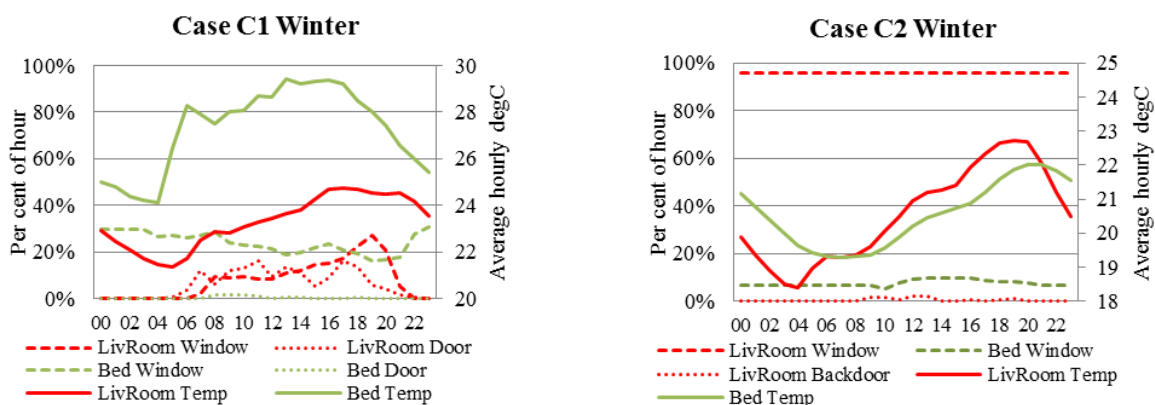 Case C1 Winter
Per cent of hour
100%
80%
60%
40%
20%
0%
30
28
26
24
22
20
Average hourly degC
00 02 04 06 08 10 12 14 16 18 20 22
LivRoom Window LivRoom Door
Bed Window Bed Door
LivRoom Temp Bed Temp
Case C2 Winter
Per cent of hour
100%
80%
60%
40%
20%
0%
25
24
23
22
21
20
19
18
Average hourly degC
00 02 04 06 08 10 12 14 16 18 20 22
LivRoom Window Bed Window
LivRoom Backdoor LivRoom Temp
Bed Temp